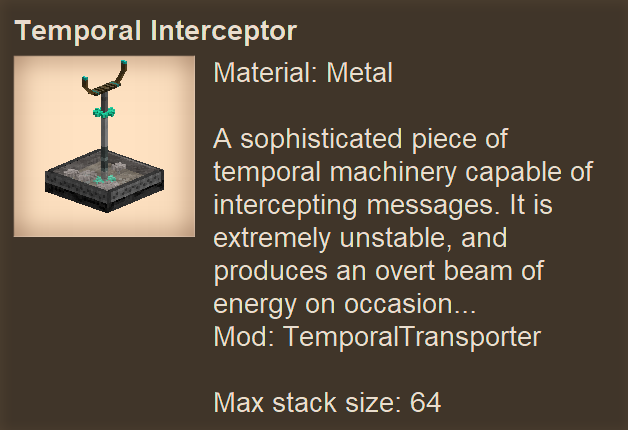 Temporal Interceptor
Material: Metal
A sophisticated piece of
temporal machinery capable of
intercepting messages. It is
extremely unstable, and
produces an overt beam of
energy on occasion...
Mod: TemporalTransporter
Max stack size: 64